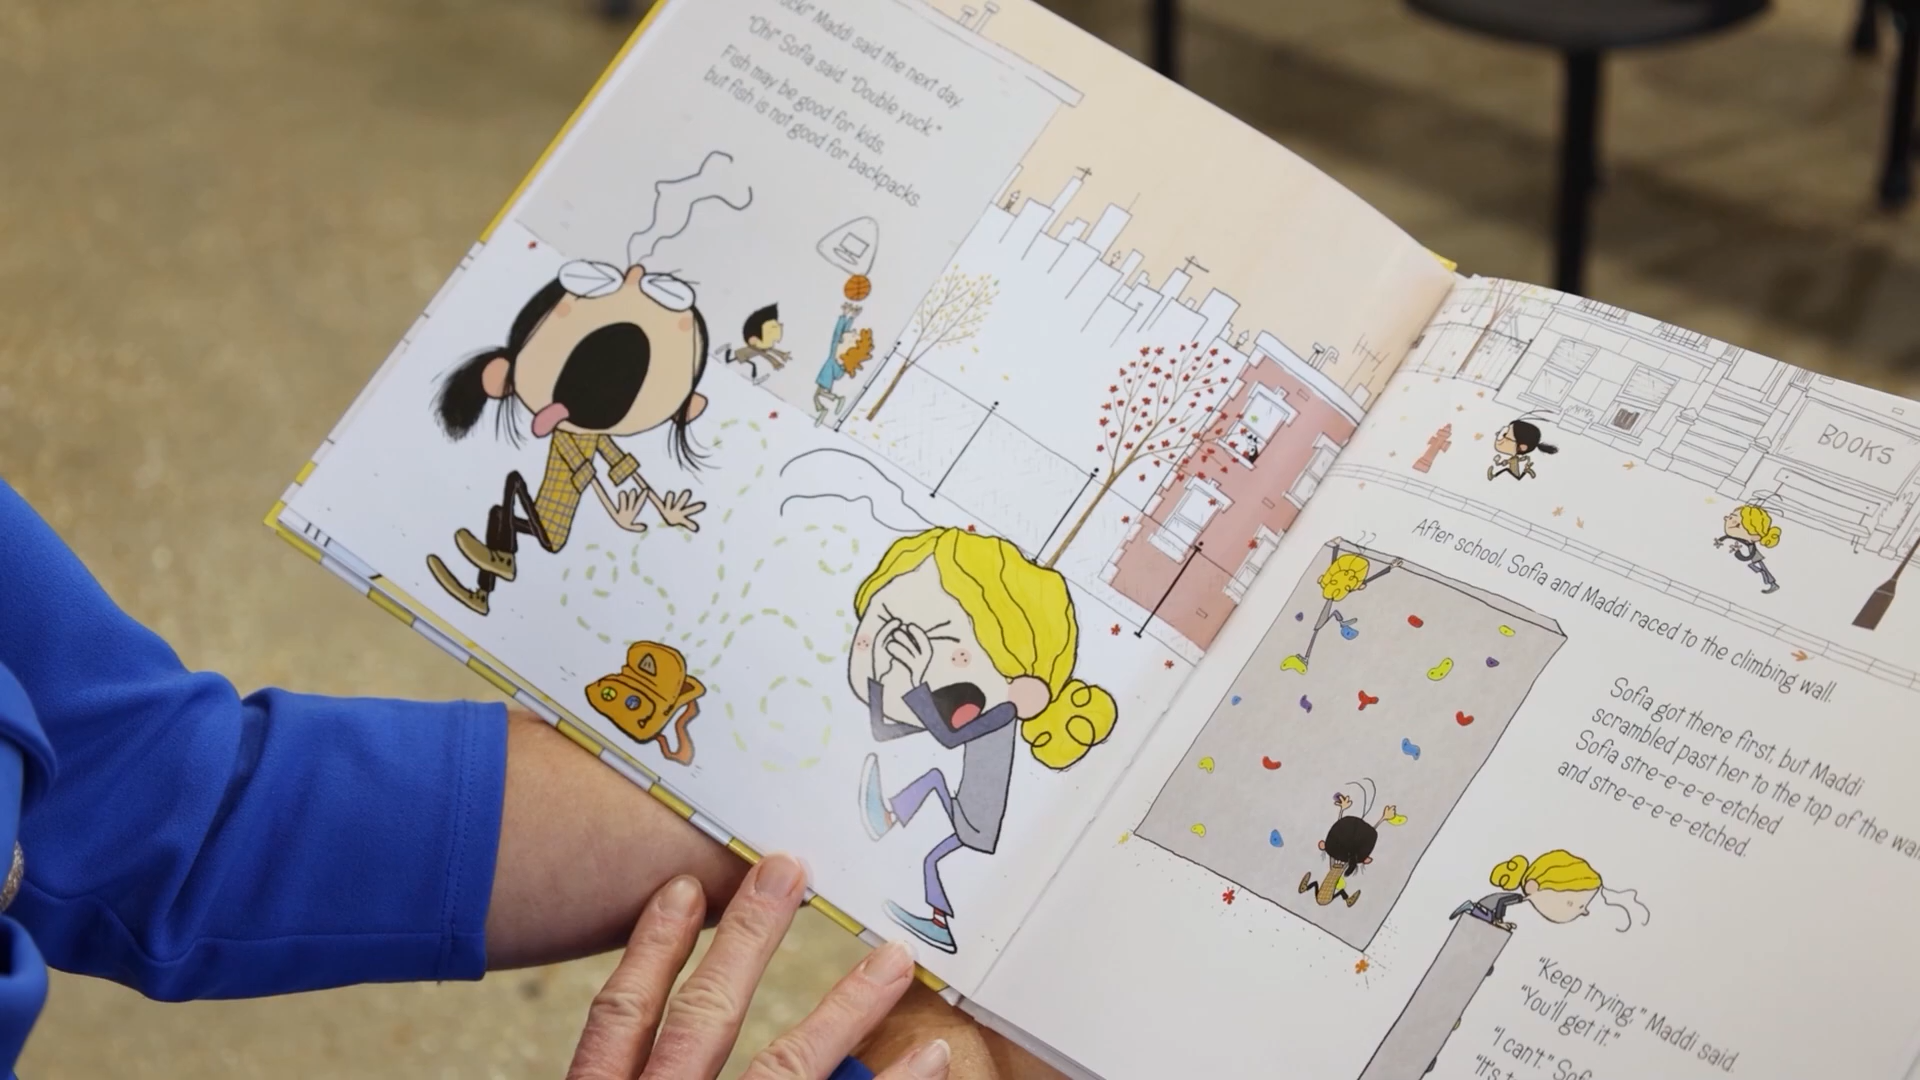 Maddi said the next day.
"Oh!" Sofia said. "Double yuck."
Fish may be good for kids,
but fish is not good for backpacks.
BOOKS
After school, Sofia and Maddi raced to the climbing wall.
Sofia got there first, but Maddi
scrambled past her to the top of the
Sofia stre-e-e-e-etched
and stre-e-e-e-etched.
"Keep trying," Maddi said.
"You'll get it."
"I can't."
"It's